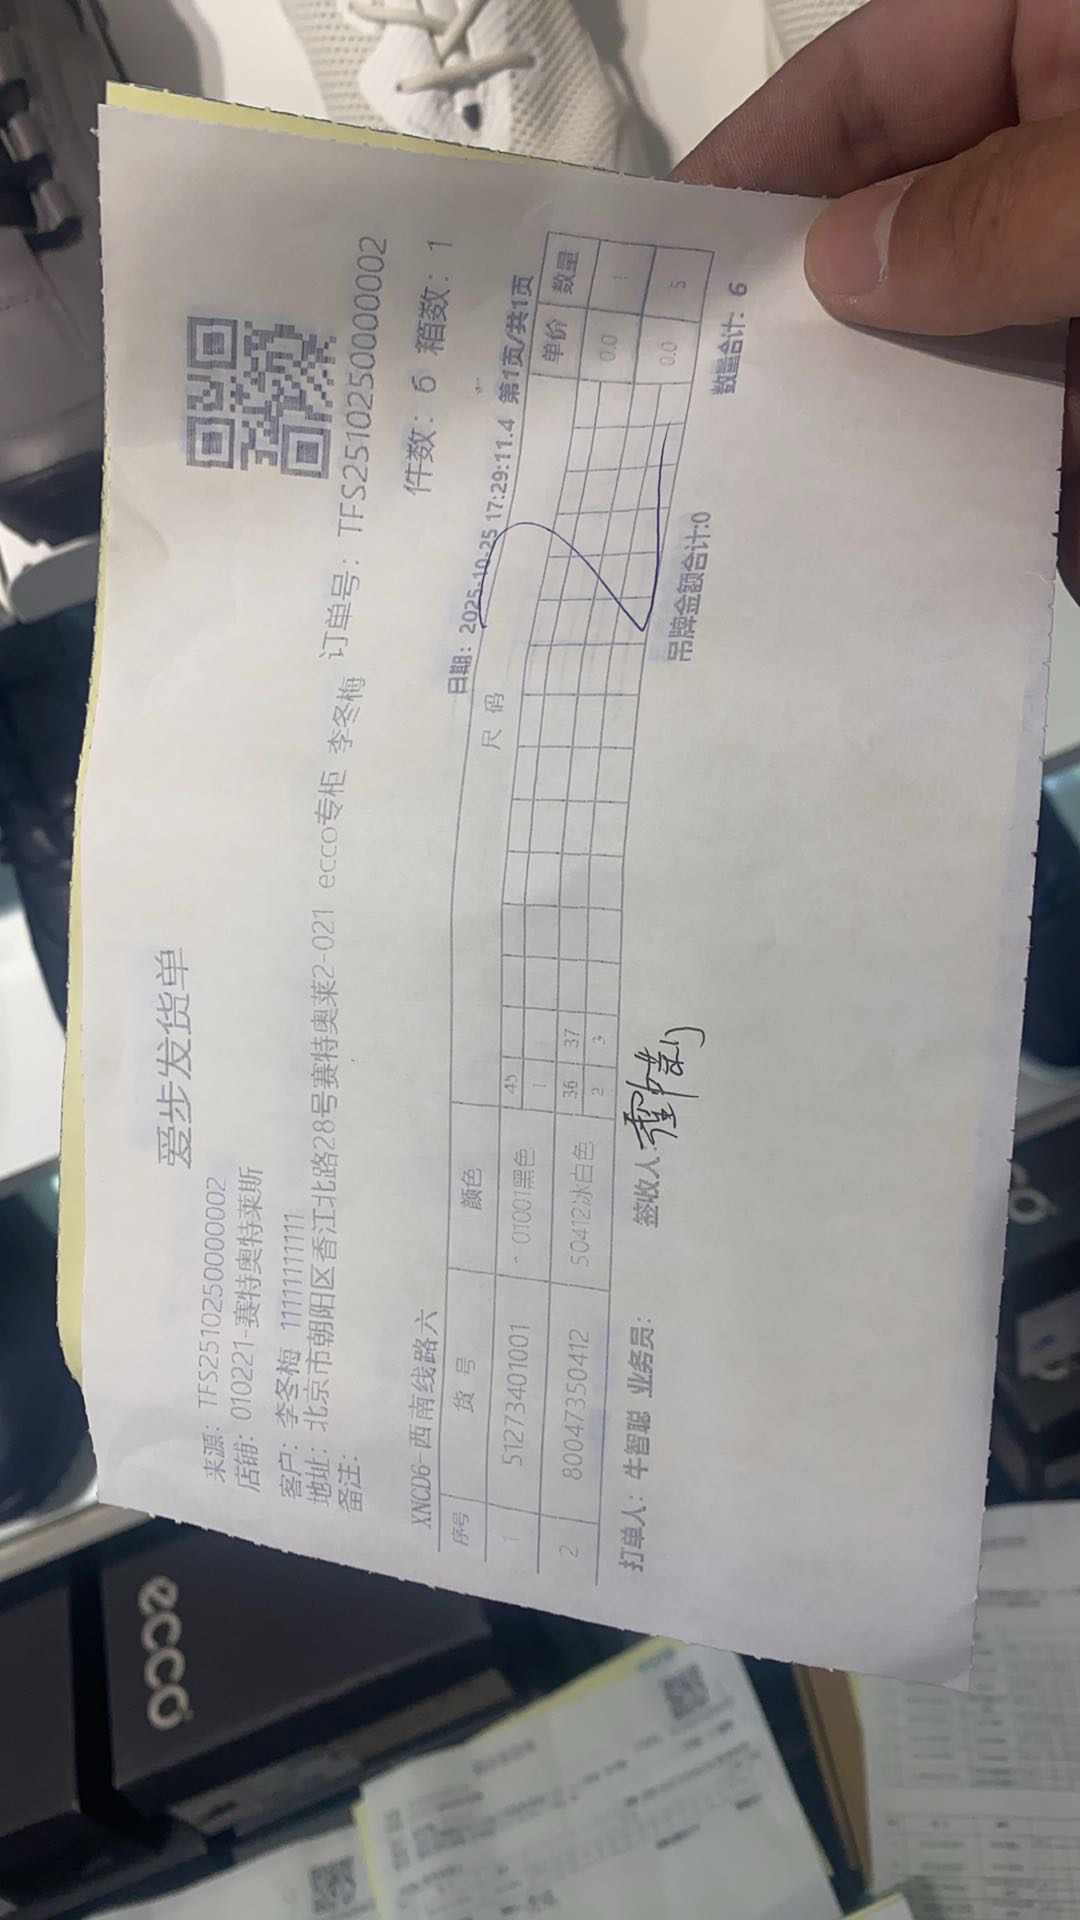 爱步发货单
来源: TFS25102500000002
店铺: 010221-赛特奥特莱斯
客户: 李冬梅 11111111111
地址: 北京市朝阳区香江北路28号赛特奥莱2-021 ecco专柜 李冬梅 订单号: TFS25102500000002
备注:
件数: 6 箱数: 1
XNCD6-西南线路六
日期: 2025-10-25 17:29:11.4 第1页/共1页
序号 货号 颜色 尺码 单价 数量
1 51273401001 01001黑色 45 0.0 1
1
2 80047350412 50412冰白色 36 37 0.0 5
2 3
打单人: 牛智聪 业务员: 签收人: 吊牌金额合计:0 数量合计: 6
ecco